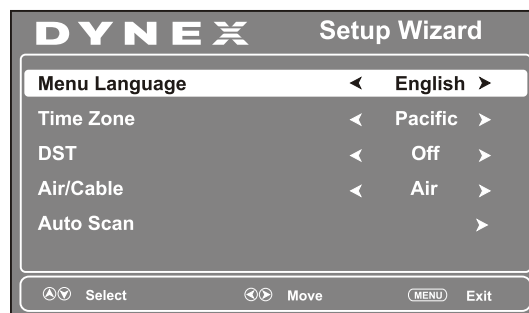 DYNEX Setup Wizard
Menu Language English
Time Zone Pacific
DST Off
Air/Cable Air
Auto Scan
Select Move MENU Exit